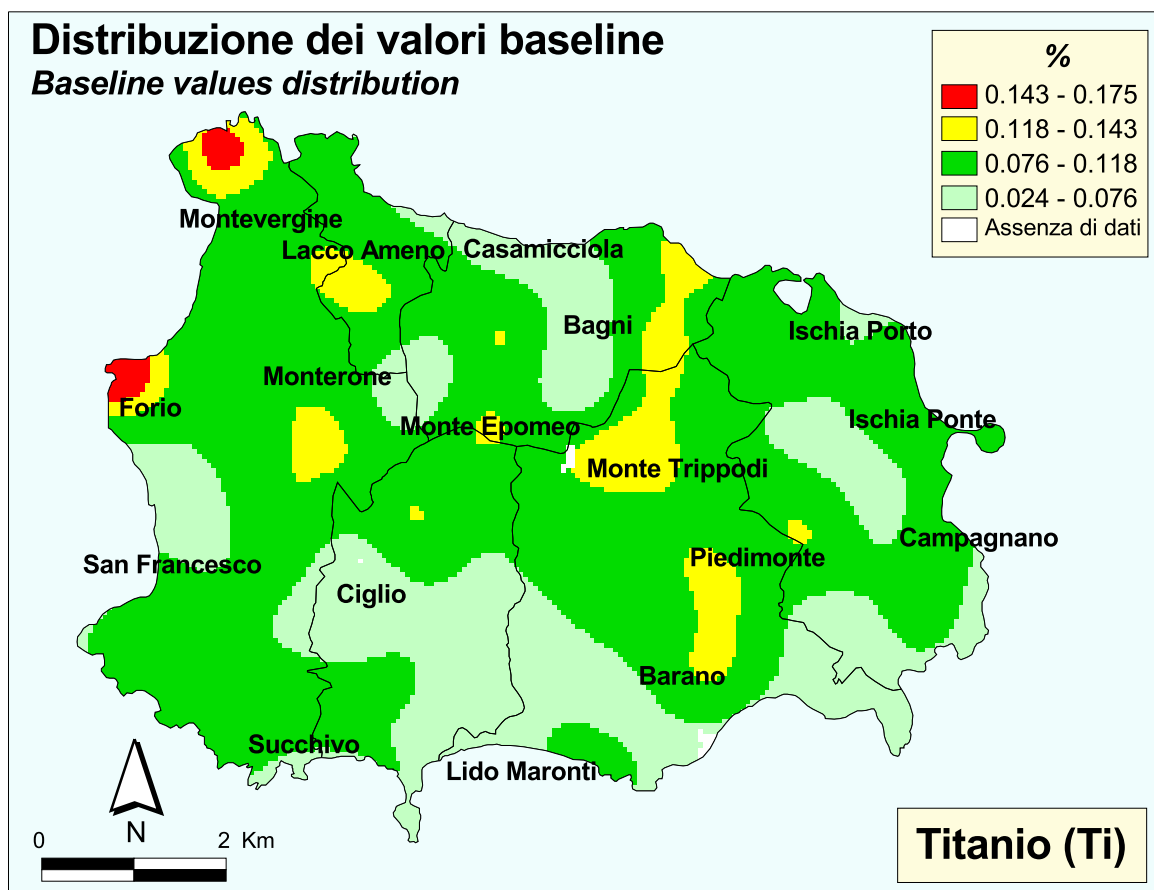 Distribuzione dei valori baseline
Baseline values distribution
%
0.143 - 0.175
0.118 - 0.143
0.076 - 0.118
0.024 - 0.076
Assenza di dati
Montevergine
Lacco Ameno
Casamicciola
Bagni
Ischia Porto
Monterone
Forio
Monte Epomeo
Ischia Ponte
Monte Trippodi
Campagnano
San Francesco
Piedimonte
Ciglio
Barano
Succhivo
Lido Maronti
N
0 2 Km
Titanio (Ti)